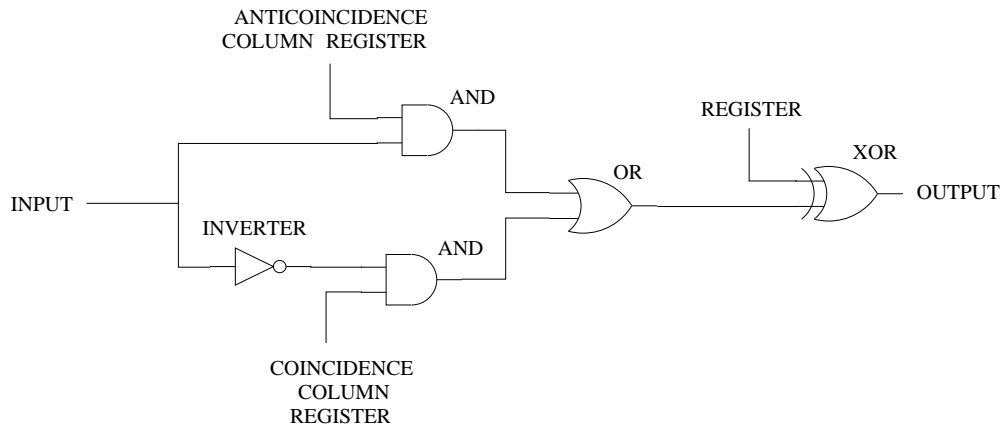 ANTICOINCIDENCE
COLUMN REGISTER
AND
REGISTER
XOR
OR
INPUT
OUTPUT
INVERTER
AND
COINCIDENCE
COLUMN
REGISTER